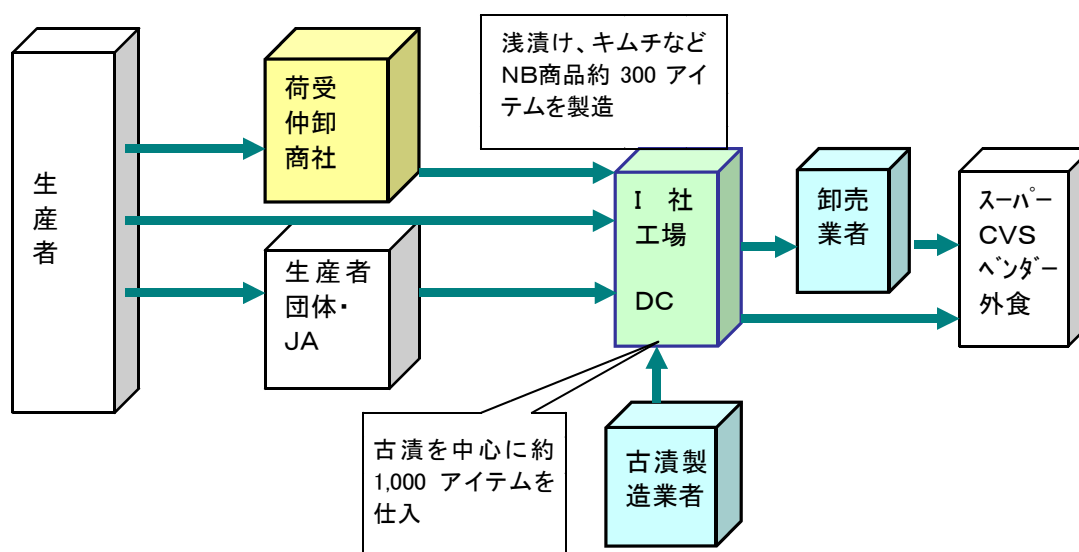 生
産
者
荷受
仲卸
商社
生産者
団体・
JA
浅漬け、キムチなど
NB商品約 300 アイ
テムを製造
I 社
工場
DC
古漬を中心に約
1,000 アイテムを
仕入
古漬製
造業者
卸売
業者
スーパー
CVS
ベンダー
外食